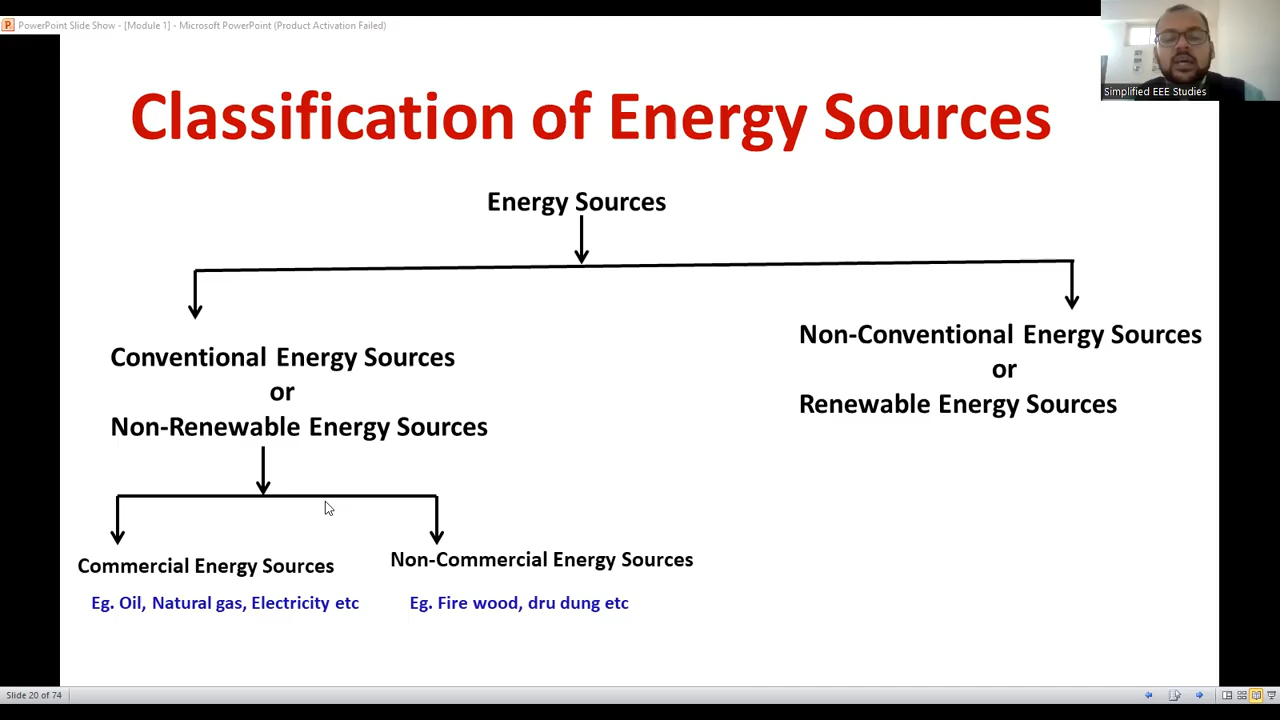 PowerPoint Slide Show - [Module 1] - Microsoft PowerPoint (Product Activation Failed)
Simplified EEE Studies
Classification of Energy Sources
Energy Sources
Conventional Energy Sources
or
Non-Renewable Energy Sources
Non-Conventional Energy Sources
or
Renewable Energy Sources
Commercial Energy Sources
Eg. Oil, Natural gas, Electricity etc
Non-Commercial Energy Sources
Eg. Fire wood, dru dung etc
Slide 20 of 74